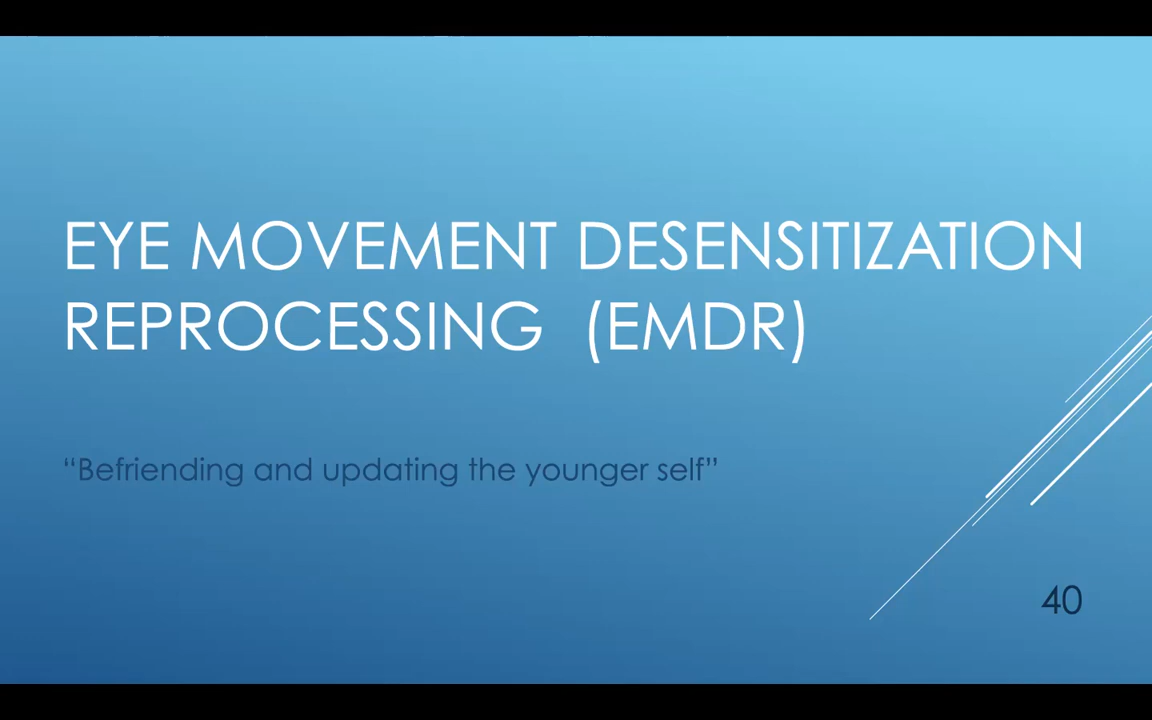 EYE MOVEMENT DESENSITIZATION
REPROCESSING  (EMDR)
“Befriending and updating the younger self”
40